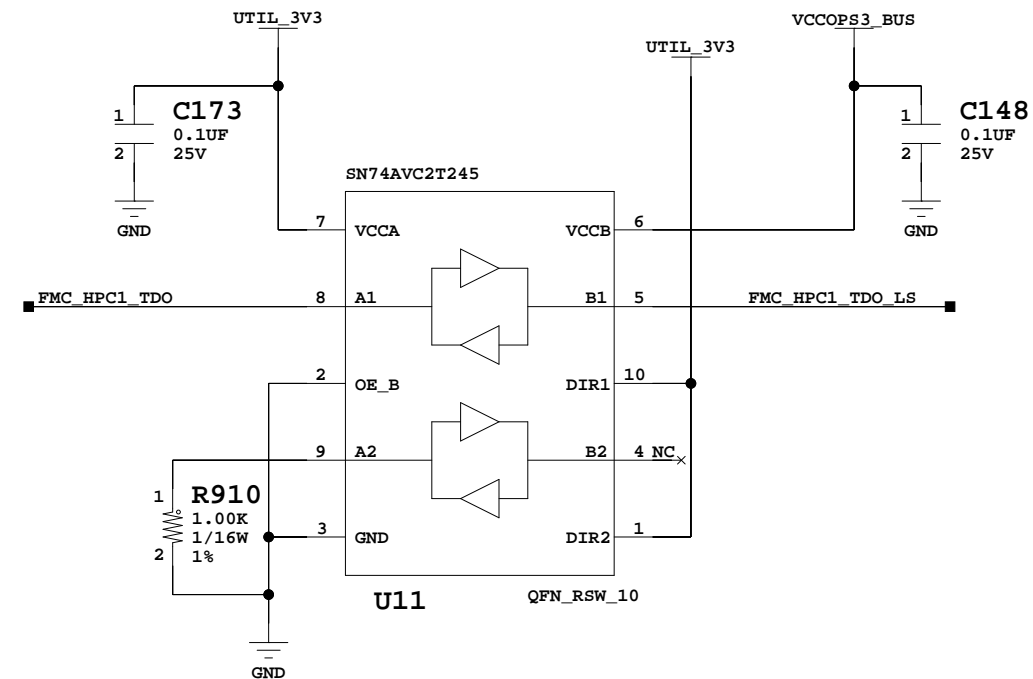 UTIL_3V3
VCCOPS3_BUS
UTIL_3V3
1
C173
0.1UF
25V
2
GND
1
C148
0.1UF
25V
2
GND
SN74AVC2T245
7
VCCA
VCCB
6
FMC_HPC1_TDO
8
A1
B1
5
FMC_HPC1_TDO_LS
2
OE_B
DIR1
10
9
A2
B2
4
NC
1
R910
1.00K
1/16W
1%
2
3
GND
DIR2
1
U11
QFN_RSW_10
GND